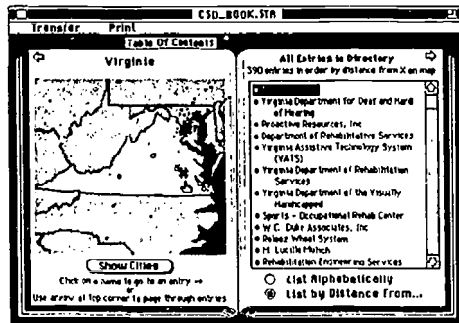 CSD_BOOK.STA
Transfer Print
Table Of Contents
Virginia
Show Cities
Click on a name to go to an entry →
or
Use arrow at top corner to page through entries
All Entries in Directory
390 entries in order by distance from X on map
Virginia Department for Deaf and Hard
of Hearing
Proactive Resources, Inc
Department of Rehabilitative Services
Virginia Assistive Technology System
(VATS)
Virginia Department of Rehabilitation
Services
Virginia Department of the Visually
Handicapped
Sports - Occupational Rehab Center
W.C. Duke Associates, Inc
Wheel System
M. Lucille
Rehabilitation Engineering Services
List Alphabetically
List by Distance From...